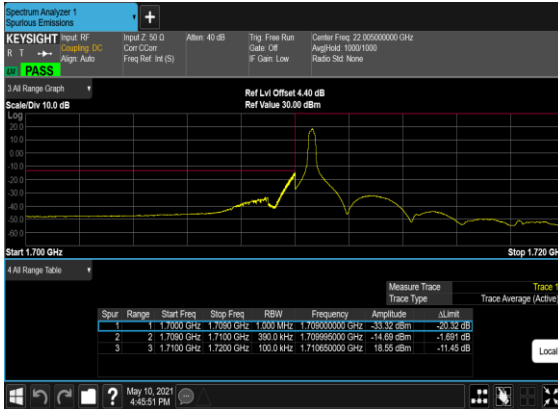 Spectrum Analyzer 1
Spurious Emissions
+
KEYSIGHT Input: RF Input Z: 50 Ω Atten: 40 dB Trig: Free Run Center Freq: 22.005000000 GHz
R T Coupling: DC Corr CCorr Gate: Off Avg|Hold: 1000/1000
Align: Auto Freq Ref: Int (S) IF Gain: Low Radio Std: None
PASS
3 All Range Graph
Ref Lvl Offset 4.40 dB
Scale/Div 10.0 dB Ref Value 30.00 dBm
Log
20.0
10.0
0.00
-10.0
-20.0
-30.0
-40.0
-50.0
-60.0
Start 1.700 GHz Stop 1.720 GH
4 All Range Table
Measure Trace Trace 1
Trace Type Trace Average (Active)
Spur Range Start Freq Stop Freq RBW Frequency Amplitude ΔLimit
1 1 1.7000 GHz 1.7090 GHz 1.000 MHz 1.709000000 GHz -33.32 dBm -20.32 dB
2 2 1.7090 GHz 1.7100 GHz 390.0 kHz 1.709995000 GHz -14.69 dBm -1.691 dB
3 3 1.7100 GHz 1.7200 GHz 100.0 kHz 1.710650000 GHz 18.55 dBm -11.45 dB
Local
? May 10, 2021
4:45:51 PM